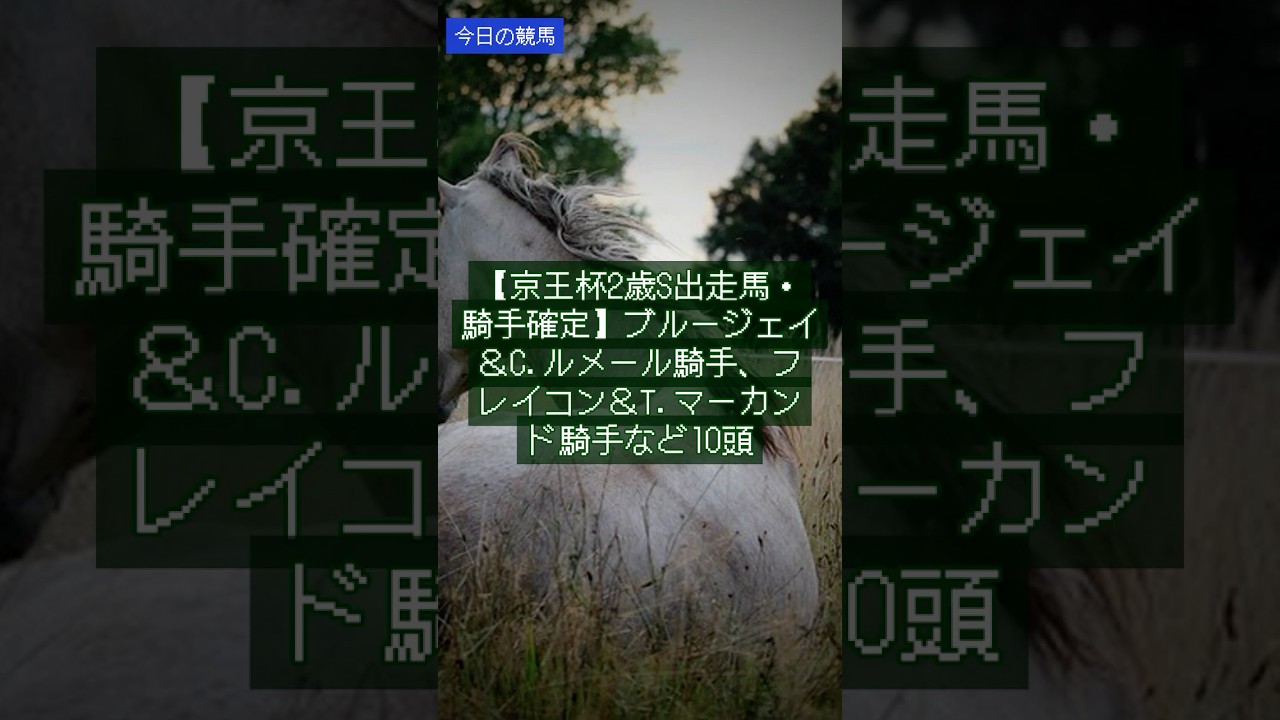 今日の競馬
【京王杯2歳S出走馬・
騎手確定】ブルージェイ
&C.ルメール騎手、フ
レイコン&T.マーカン
ド騎手など10頭